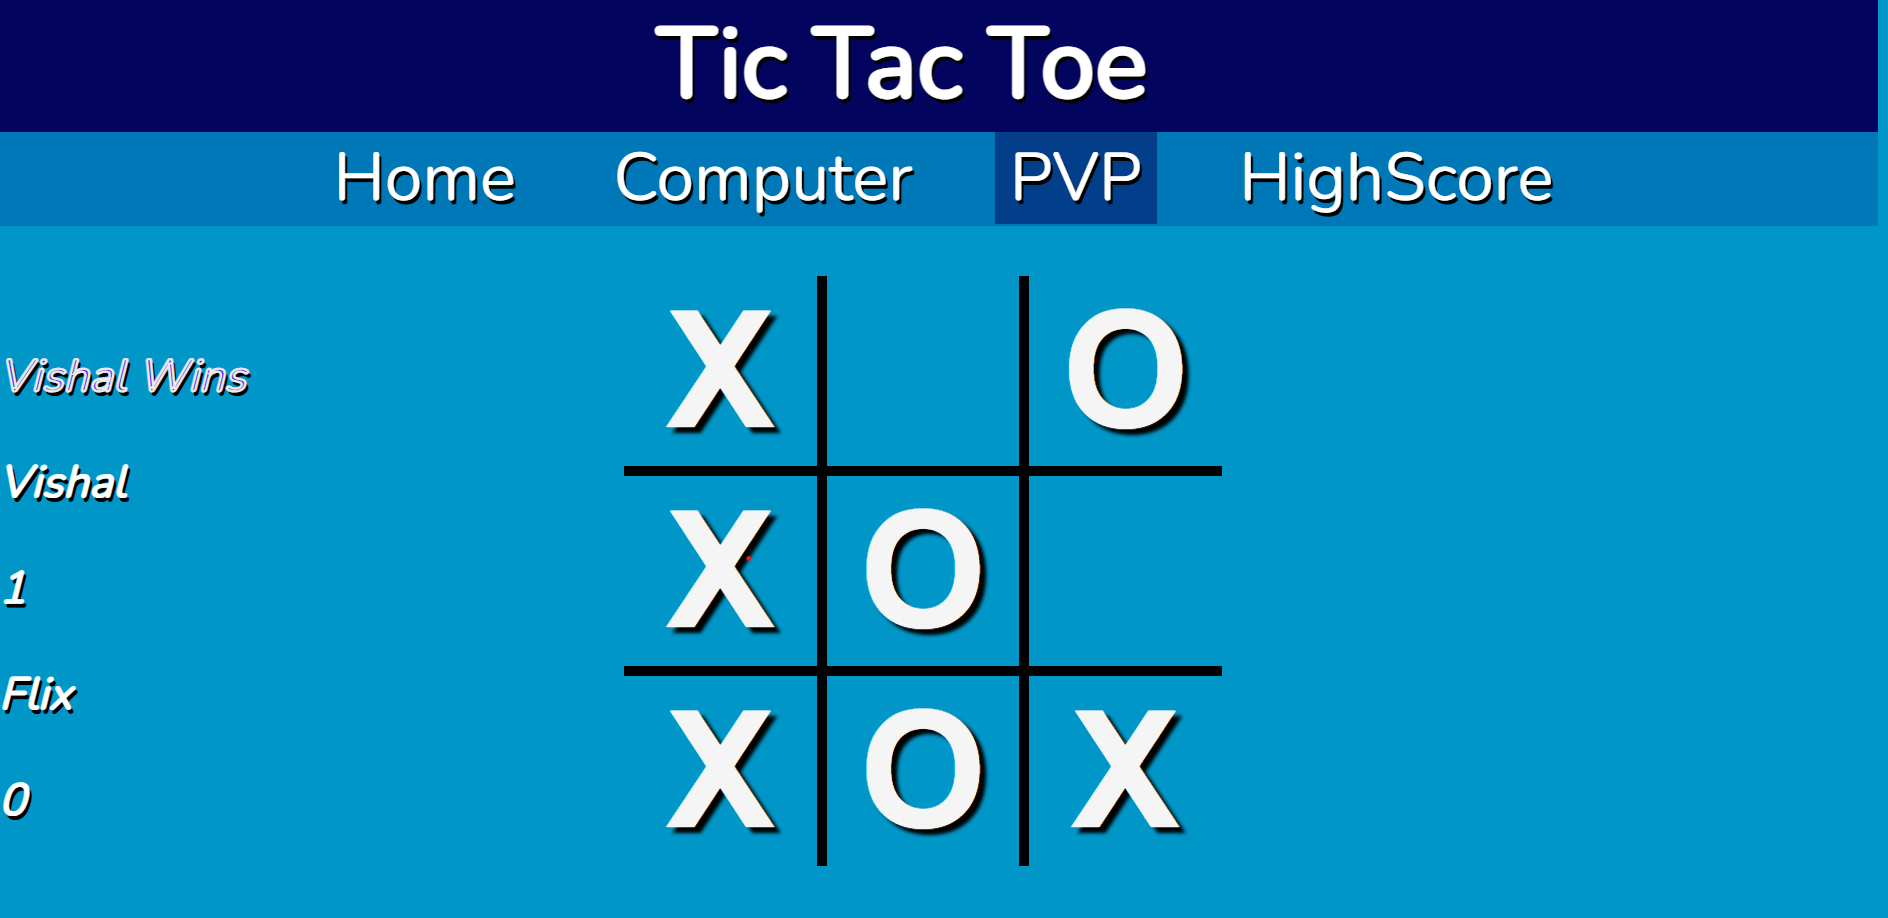 Tic Tac Toe
Home Computer PVP HighScore
Vishal Wins
Vishal
1
Flix
0
X O
X O
X O X